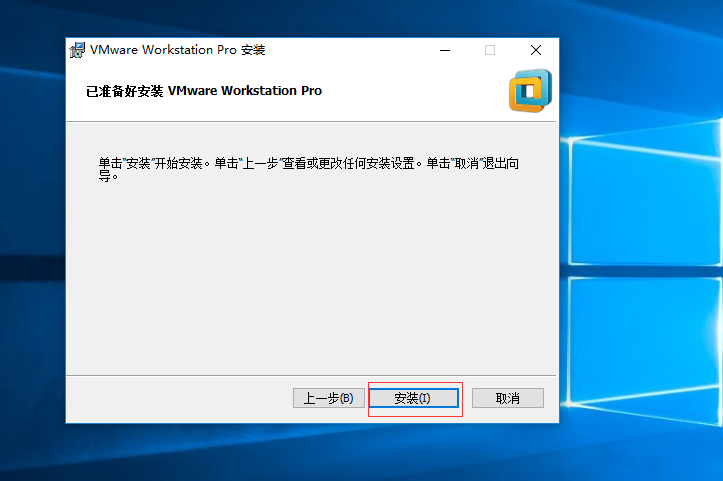 VMware Workstation Pro 安装
已准备好安装 VMware Workstation Pro
单击"安装"开始安装。单击"上一步"查看或更改任何安装设置。单击"取消"退出向
导。
上一步(B) 安装(I) 取消